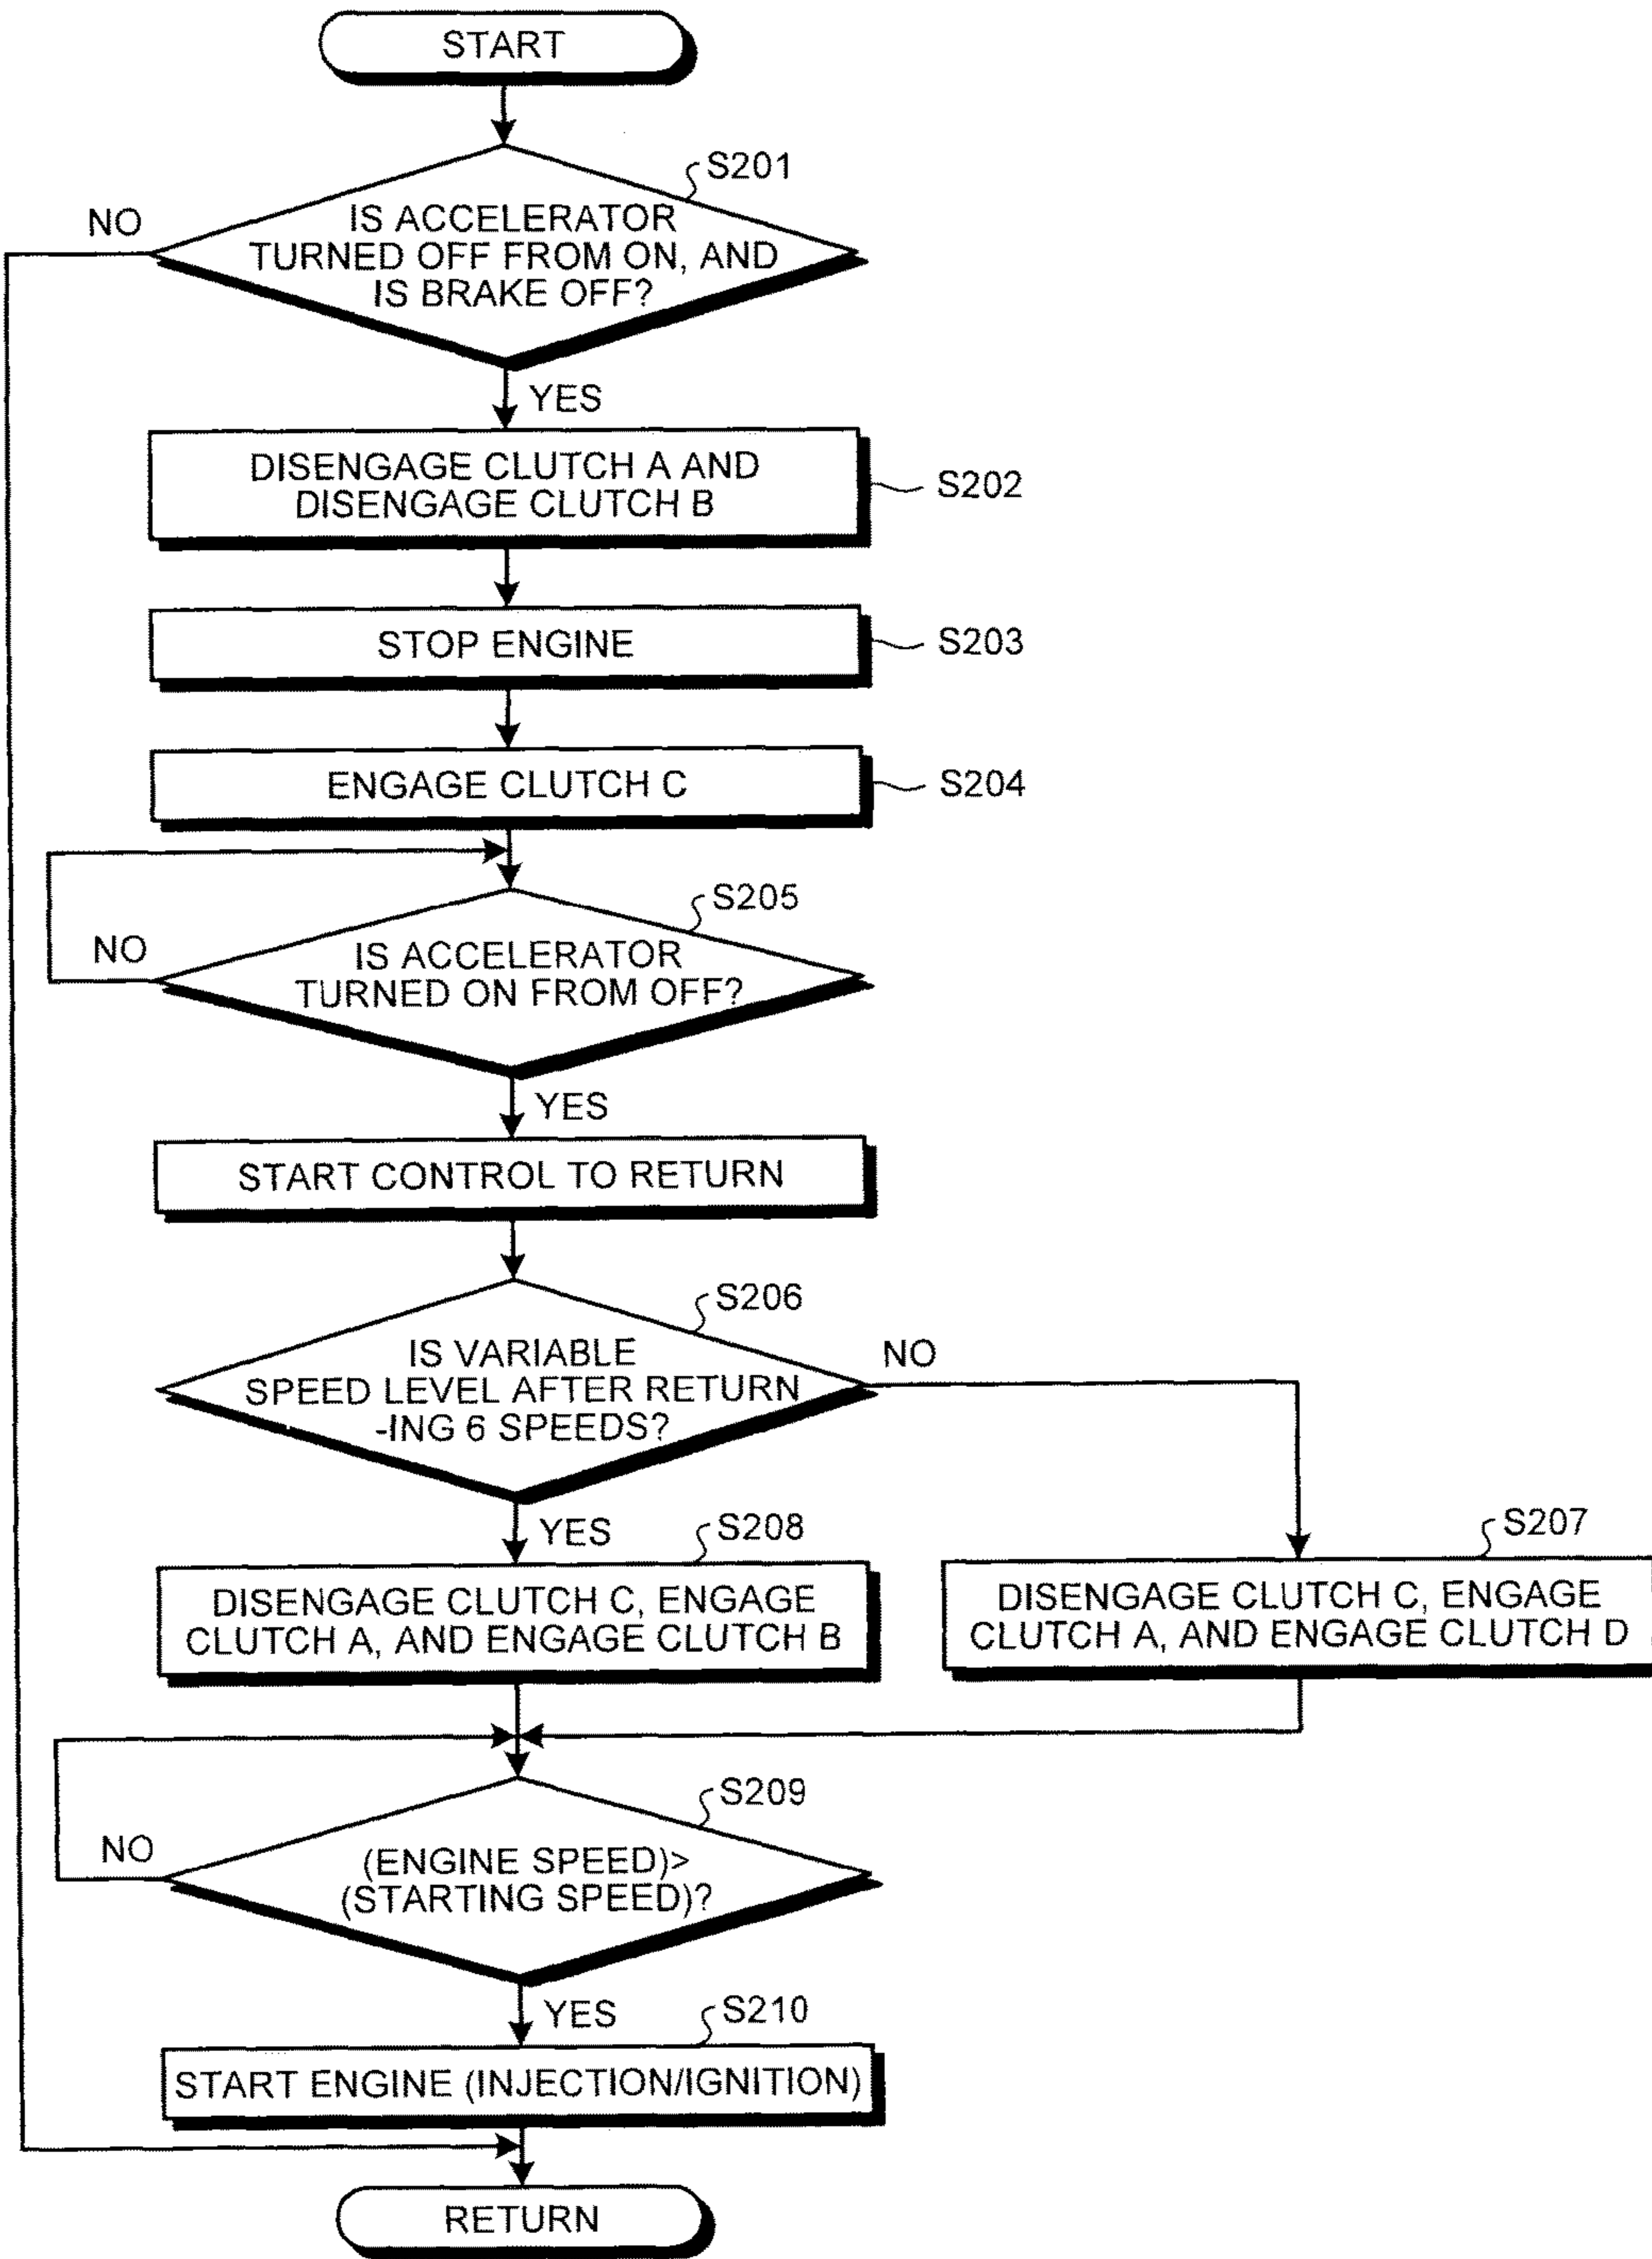 START
S201
NO
IS ACCELERATOR
TURNED OFF FROM ON, AND
IS BRAKE OFF?
YES
DISENGAGE CLUTCH A AND
DISENGAGE CLUTCH B
S202
STOP ENGINE
S203
ENGAGE CLUTCH C
S204
S205
NO
IS ACCELERATOR
TURNED ON FROM OFF?
YES
START CONTROL TO RETURN
S206
NO
IS VARIABLE
SPEED LEVEL AFTER RETURN
-ING 6 SPEEDS?
YES
S208
DISENGAGE CLUTCH C, ENGAGE
CLUTCH A, AND ENGAGE CLUTCH B
S207
DISENGAGE CLUTCH C, ENGAGE
CLUTCH A, AND ENGAGE CLUTCH D
S209
NO
(ENGINE SPEED)>
(STARTING SPEED)?
YES
S210
START ENGINE (INJECTION/IGNITION)
RETURN